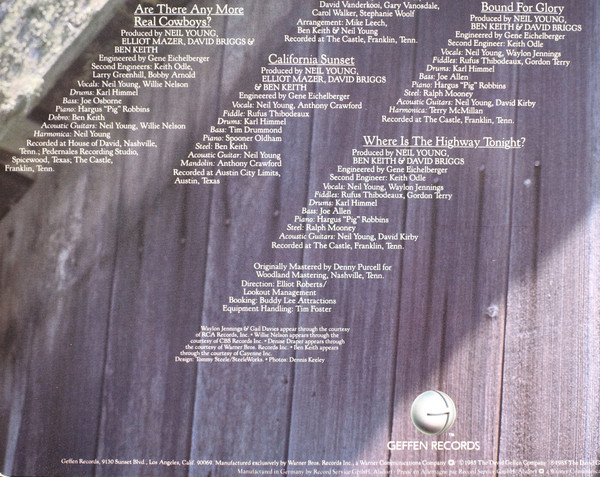 Are There Any More
Real Cowboys?
Produced by NEIL YOUNG,
ELLIOT MAZER, DAVID BRIGGS &
BEN KEITH
Engineered by Gene Eichelberger
Second Engineers: Keith Odle,
Larry Greenhill, Bobby Arnold
Vocals: Neil Young, Willie Nelson
Drums: Karl Himmel
Bass: Joe Osborne
Piano: Hargus "Pig" Robbins
Dobro: Ben Keith
Acoustic Guitars: Neil Young, Willie Nelson
Harmonica: Neil Young
Recorded at House of David, Nashville,
Tenn.; Pedernales Recording Studio,
Spicewood, Texas; The Castle,
Franklin, Tenn.
David Vanderkooi, Gary Vanosdale,
Carol Walker, Stephanie Woolf
Arrangement: Mike Leech,
Ben Keith & Neil Young
Recorded at The Castle, Franklin, Tenn.
California Sunset
Produced by NEIL YOUNG,
ELLIOT MAZER, DAVID BRIGGS
& BEN KEITH
Engineered by Gene Eichelberger
Vocals: Neil Young, Anthony Crawford
Fiddle: Rufus Thibodeaux
Drums: Karl Himmel
Bass: Tim Drummond
Piano: Spooner Oldham
Steel: Ben Keith
Acoustic Guitar: Neil Young
Mandolin: Anthony Crawford
Recorded at Austin City Limits,
Austin, Texas
Bound For Glory
Produced by NEIL YOUNG,
BEN KEITH & DAVID BRIGGS
Engineered by Gene Eichelberger
Second Engineer: Keith Odle
Vocals: Neil Young, Waylon Jennings
Fiddles: Rufus Thibodeaux, Gordon Terry
Drums: Karl Himmel
Bass: Joe Allen
Piano: Hargus "Pig" Robbins
Steel: Ralph Mooney
Acoustic Guitars: Neil Young, David Kirby
Harmonica: Terry McMillan
Recorded at The Castle, Franklin, Tenn.
Where Is The Highway Tonight?
Produced by NEIL YOUNG,
BEN KEITH & DAVID BRIGGS
Engineered by Gene Eichelberger
Second Engineer: Keith Odle
Vocals: Neil Young, Waylon Jennings
Fiddles: Rufus Thibodeaux, Gordon Terry
Drums: Karl Himmel
Bass: Joe Allen
Piano: Hargus "Pig" Robbins
Steel: Ralph Mooney
Acoustic Guitars: Neil Young, David Kirby
Recorded at The Castle, Franklin, Tenn.
Originally Mastered by Denny Purcell for
Woodland Mastering, Nashville, Tenn.
Direction: Elliot Roberts/
Lookout Management
Booking: Buddy Lee Attractions
Equipment Handling: Tim Foster
Waylon Jennings & Gail Davies appear through the courtesy
of RCA Records, Inc. • Willie Nelson appears through the
courtesy of CBS Records Inc. • Denise Draper appears through
the courtesy of Warner Bros. Records Inc. • Ben Keith appears
through the courtesy of Cayenne Inc.
Design: Tommy Steele/SteeleWorks. • Photos: Dennis Keeley
G
GEFFEN RECORDS ™
Geffen Records, 9130 Sunset Blvd., Los Angeles, Calif. 90069. Manufactured exclusively by Warner Bros. Records Inc., a Warner Communications Company ℗ © 1985 The David Geffen Company
Manufactured in Germany by Record Service GmbH, Alsdorf